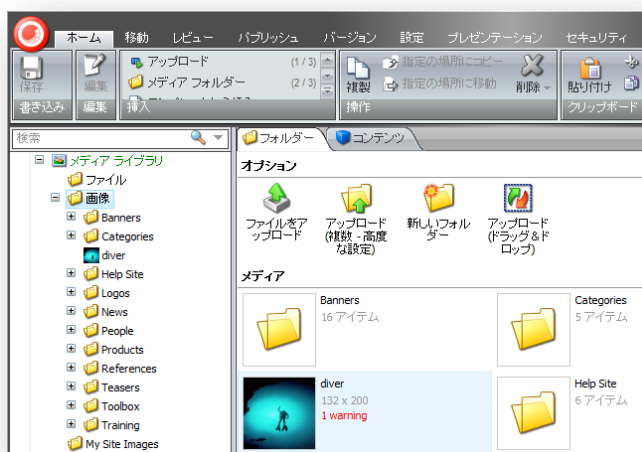 ホーム 移動 レビュー パブリッシュ バージョン 設定 プレゼンテーション セキュリティ
アップロード (1 / 3)
メディア フォルダー (2 / 3)
保存
編集
複製
指定の場所にコピー
指定の場所に移動
削除
貼り付け
書き込み 編集 挿入 操作 クリップボード
検索
フォルダー コンテンツ
メディア ライブラリ
ファイル
画像
Banners
Categories
diver
Help Site
Logos
News
People
Products
References
Teasers
Toolbox
Training
My Site Images
オプション
ファイルをア
ップロード
アップロード
(複数 - 高度
な設定)
新しいフォル
ダー
アップロード
(ドラッグ&ド
ロップ)
メディア
Banners
16 アイテム
Categories
5 アイテム
diver
132 x 200
1 warning
Help Site
6 アイテム